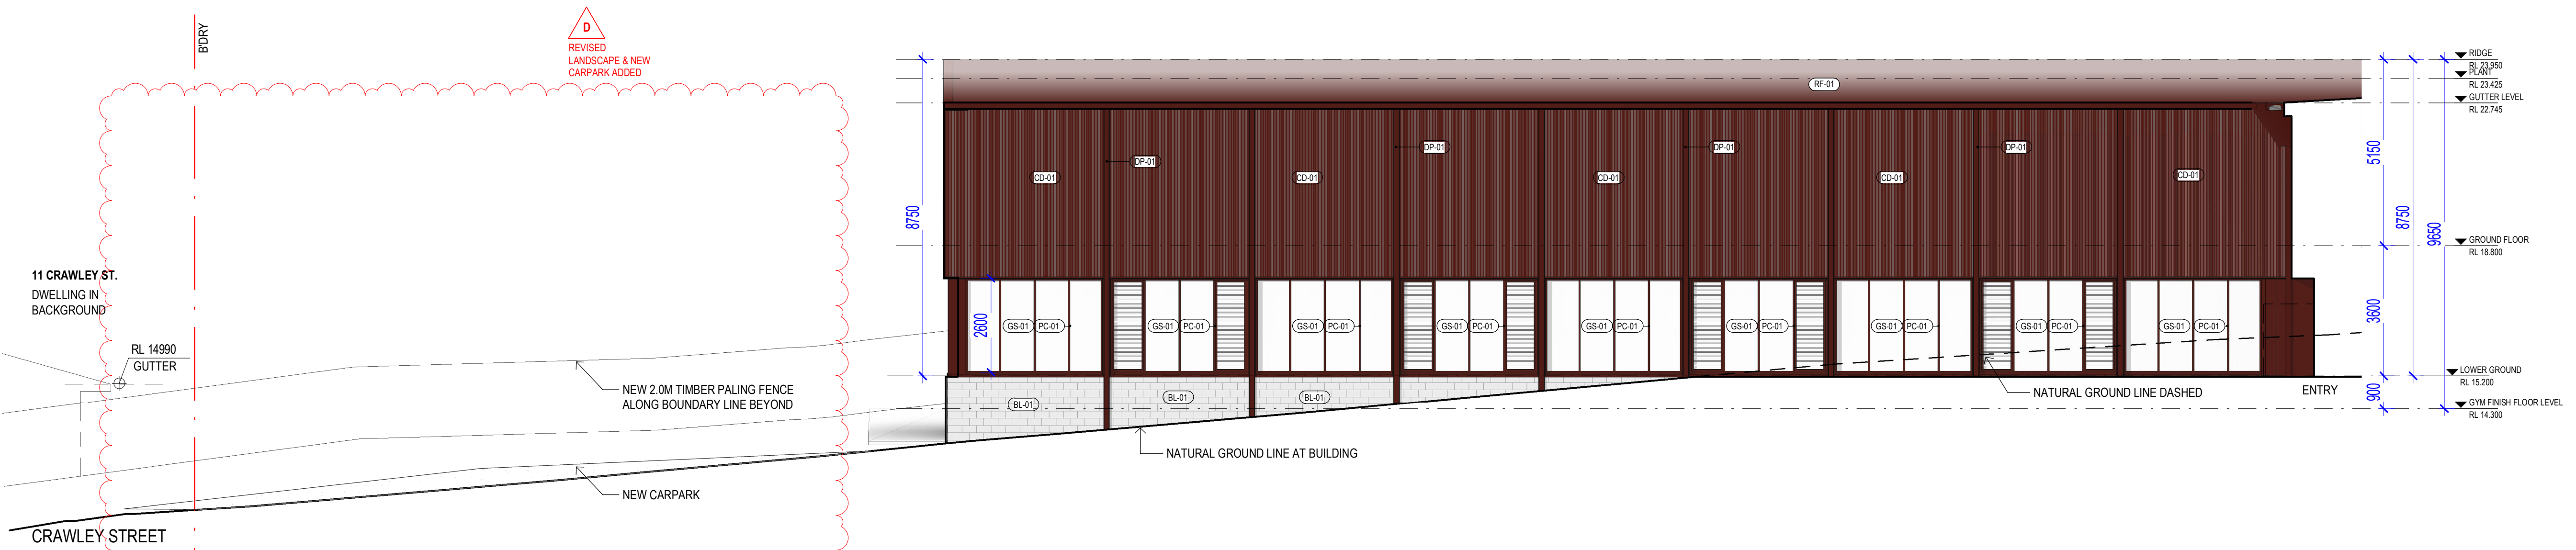 B'DRY
D
REVISED
LANDSCAPE & NEW
CARPARK ADDED
11 CRAWLEY ST.
DWELLING IN
BACKGROUND
RL 14990
GUTTER
NEW 2.0M TIMBER PALING FENCE
ALONG BOUNDARY LINE BEYOND
NEW CARPARK
CRAWLEY STREET
8750
2600
RF-01
DP-01
DP-01
DP-01
DP-01
CD-01
CD-01
CD-01
CD-01
CD-01
GS-01 PC-01
GS-01 PC-01
GS-01 PC-01
GS-01 PC-01
GS-01 PC-01
GS-01 PC-01
GS-01 PC-01
GS-01 PC-01
GS-01 PC-01
BL-01
BL-01
BL-01
NATURAL GROUND LINE AT BUILDING
NATURAL GROUND LINE DASHED
ENTRY
5150
3600
900
8750
9650
RIDGE
RL 23.950
PLANT
RL 23.425
GUTTER LEVEL
RL 22.745
GROUND FLOOR
RL 18.800
LOWER GROUND
RL 15.200
GYM FINISH FLOOR LEVEL
RL 14.300